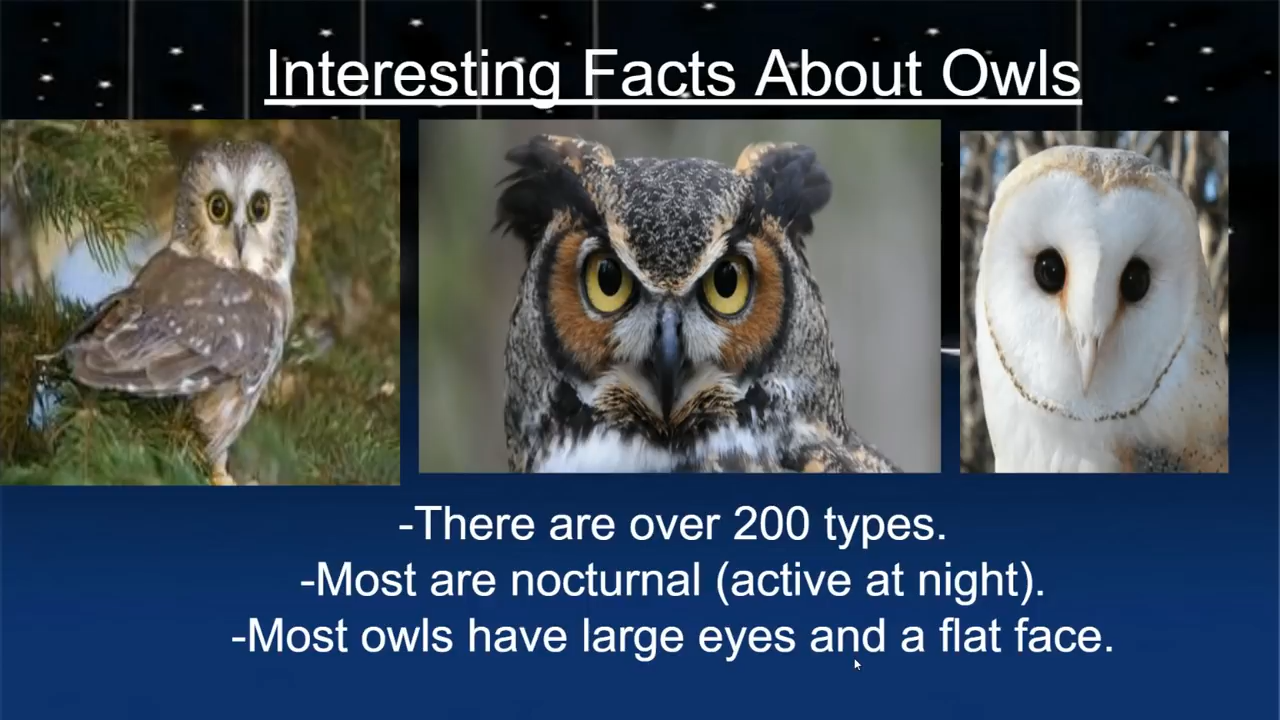 Interesting Facts About Owls
-There are over 200 types.
-Most are nocturnal (active at night).
-Most owls have large eyes and a flat face.